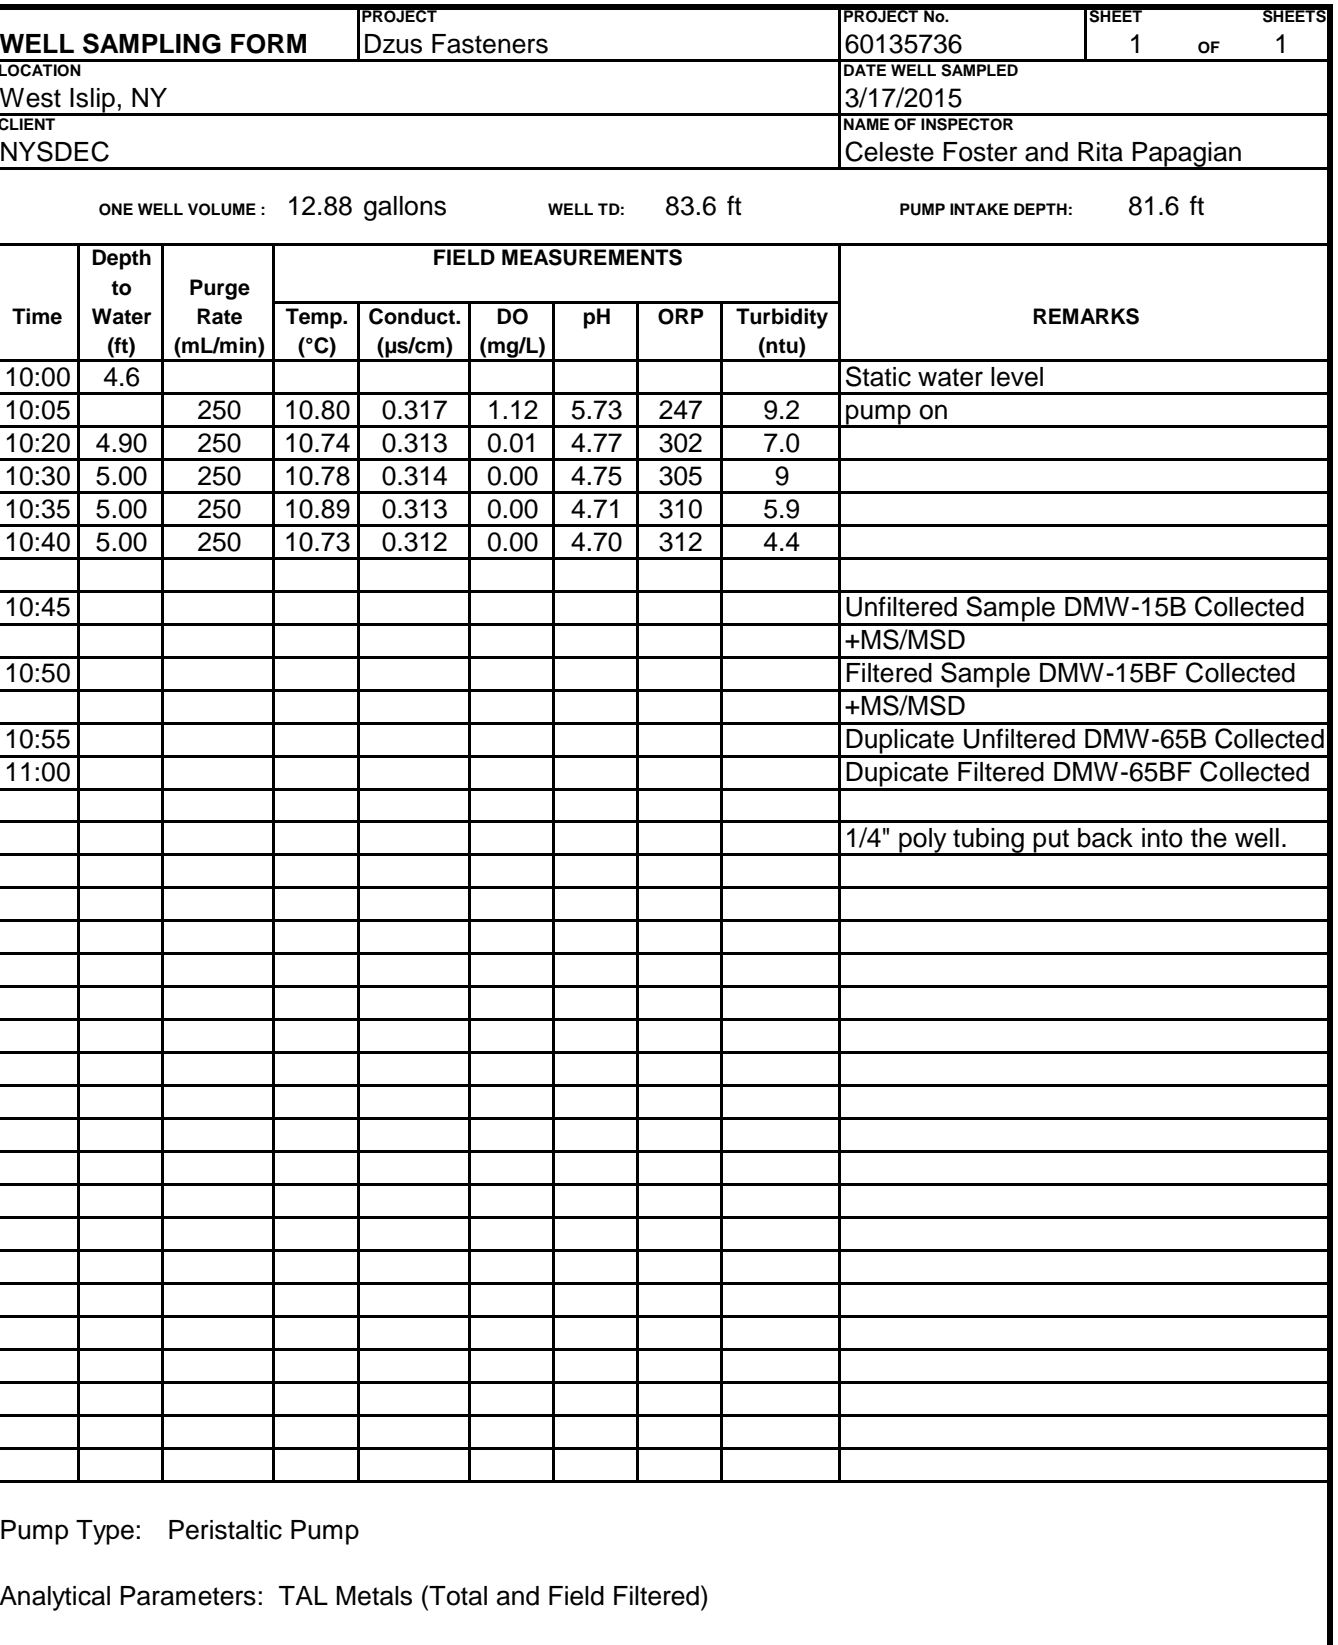 PROJECT PROJECT No. SHEET SHEETS
WELL SAMPLING FORM Dzus Fasteners 60135736 1 OF 1
LOCATION DATE WELL SAMPLED
West Islip, NY 3/17/2015
CLIENT NAME OF INSPECTOR
NYSDEC Celeste Foster and Rita Papagian
ONE WELL VOLUME : 12.88 gallons WELL TD: 83.6 ft PUMP INTAKE DEPTH: 81.6 ft
Depth FIELD MEASUREMENTS
to Purge
Time Water Rate Temp. Conduct. DO pH ORP Turbidity REMARKS
(ft) (mL/min) (°C) (µs/cm) (mg/L) (ntu)
10:00 4.6 Static water level
10:05 250 10.80 0.317 1.12 5.73 247 9.2 pump on
10:20 4.90 250 10.74 0.313 0.01 4.77 302 7.0
10:30 5.00 250 10.78 0.314 0.00 4.75 305 9
10:35 5.00 250 10.89 0.313 0.00 4.71 310 5.9
10:40 5.00 250 10.73 0.312 0.00 4.70 312 4.4
10:45 Unfiltered Sample DMW-15B Collected
+MS/MSD
10:50 Filtered Sample DMW-15BF Collected
+MS/MSD
10:55 Duplicate Unfiltered DMW-65B Collected
11:00 Dupicate Filtered DMW-65BF Collected
1/4" poly tubing put back into the well.
Pump Type: Peristaltic Pump
Analytical Parameters: TAL Metals (Total and Field Filtered)